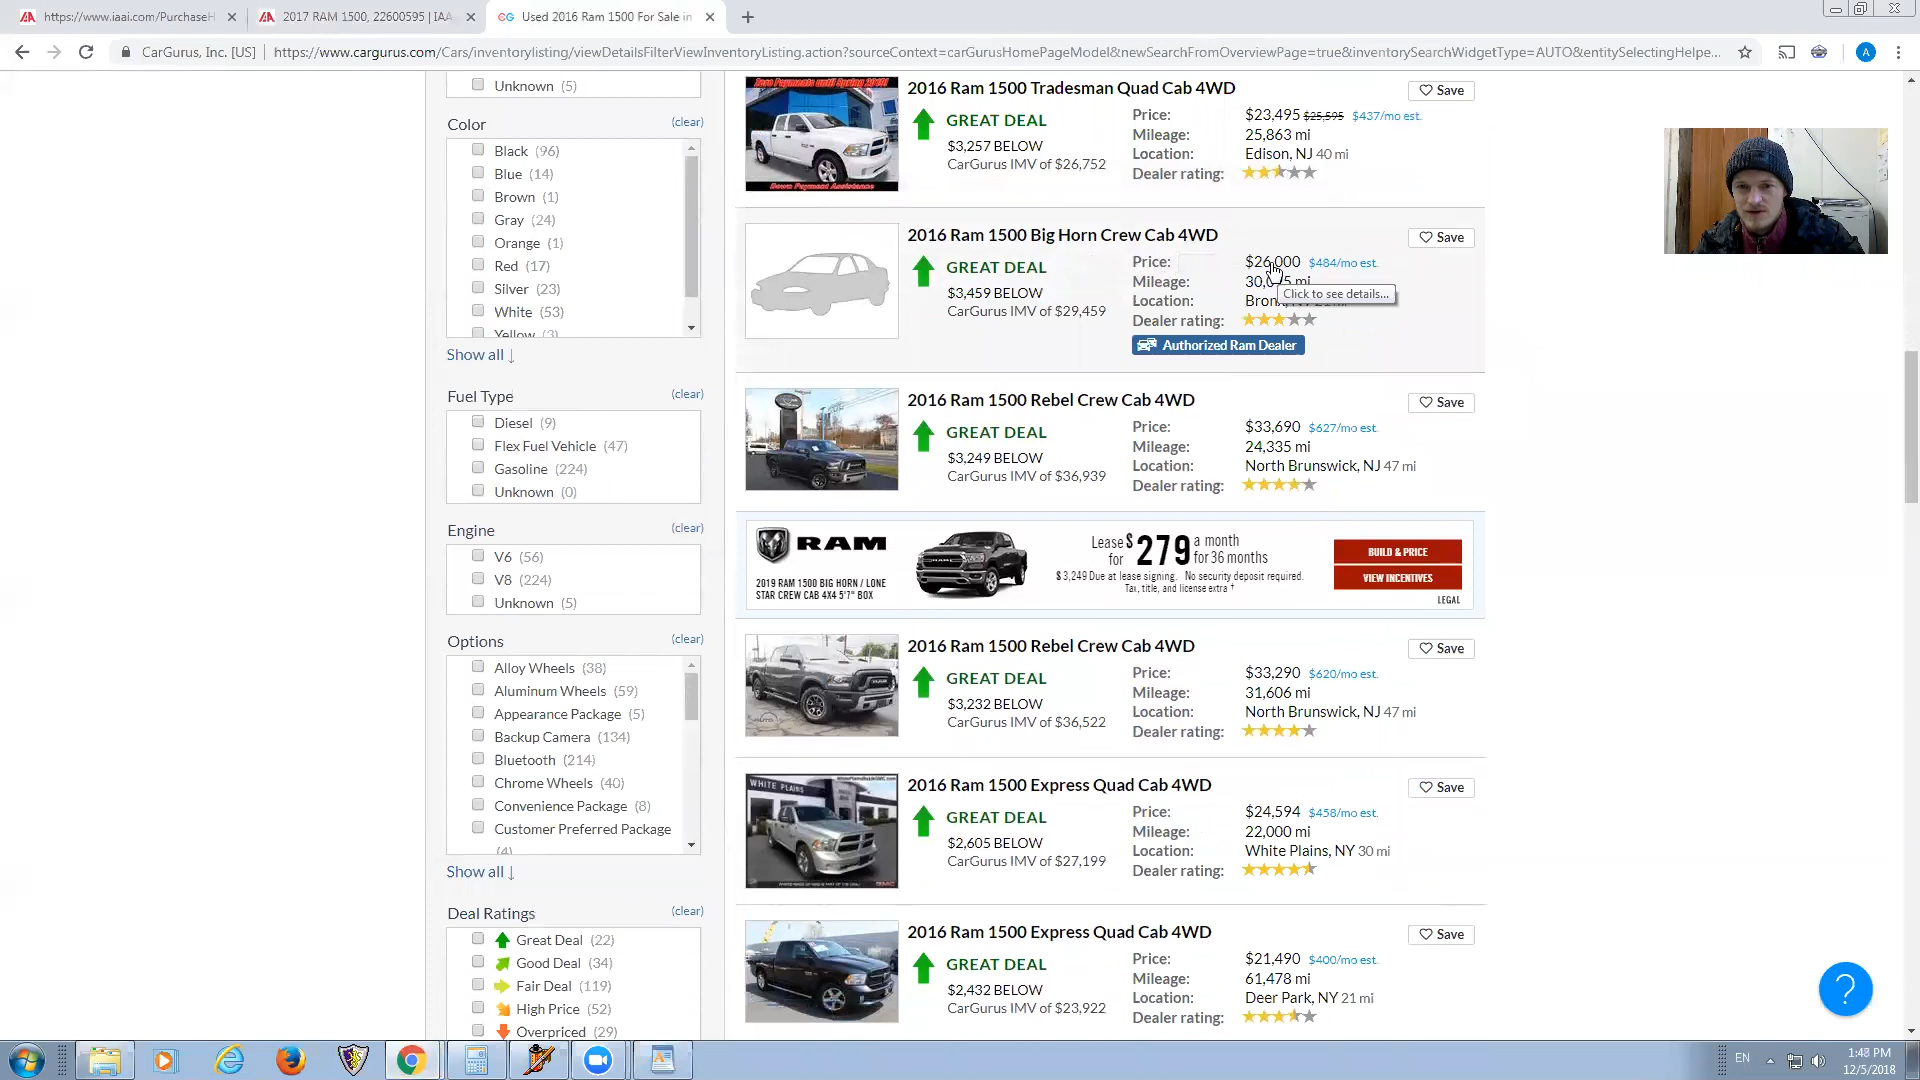 https://www.iaai.com/PurchaseH
2017 RAM 1500, 22600595 | IAA
Used 2016 Ram 1500 For Sale in
CarGurus, Inc. [US]
https://www.cargurus.com/Cars/inventorylisting/viewDetailsFilterViewInventoryListing.action?sourceContext=carGurusHomePageModel&newSearchFromOverviewPage=true&inventorySearchWidgetType=AUTO&entitySelectingHelpe...
A
Unknown (5)
Color (clear)
Black (96)
Blue (14)
Brown (1)
Gray (24)
Orange (1)
Red (17)
Silver (23)
White (53)
Yellow (3)
Show all ↓
Fuel Type (clear)
Diesel (9)
Flex Fuel Vehicle (47)
Gasoline (224)
Unknown (0)
Engine (clear)
V6 (56)
V8 (224)
Unknown (5)
Options (clear)
Alloy Wheels (38)
Aluminum Wheels (59)
Appearance Package (5)
Backup Camera (134)
Bluetooth (214)
Chrome Wheels (40)
Convenience Package (8)
Customer Preferred Package
(4)
Show all ↓
Deal Ratings (clear)
Great Deal (22)
Good Deal (34)
Fair Deal (119)
High Price (52)
Overpriced (29)
Zero Payments until Spring 2019!
Down Payment Assistance
2016 Ram 1500 Tradesman Quad Cab 4WD
Save
GREAT DEAL
$3,257 BELOW
CarGurus IMV of $26,752
Price: $23,495 $25,595 $437/mo est.
Mileage: 25,863 mi
Location: Edison, NJ 40 mi
Dealer rating:
2016 Ram 1500 Big Horn Crew Cab 4WD
Save
GREAT DEAL
$3,459 BELOW
CarGurus IMV of $29,459
Price: $26,000 $484/mo est.
Mileage:
Location:
Click to see details...
Dealer rating:
Authorized Ram Dealer
2016 Ram 1500 Rebel Crew Cab 4WD
Save
GREAT DEAL
$3,249 BELOW
CarGurus IMV of $36,939
Price: $33,690 $627/mo est.
Mileage: 24,335 mi
Location: North Brunswick, NJ 47 mi
Dealer rating:
RAM
2019 RAM 1500 BIG HORN / LONE
STAR CREW CAB 4X4 5'7" BOX
Lease for $279 a month for 36 months
$3,249 Due at lease signing. No security deposit required.
Tax, title, and license extra †
BUILD & PRICE
VIEW INCENTIVES
LEGAL
2016 Ram 1500 Rebel Crew Cab 4WD
Save
GREAT DEAL
$3,232 BELOW
CarGurus IMV of $36,522
Price: $33,290 $620/mo est.
Mileage: 31,606 mi
Location: North Brunswick, NJ 47 mi
Dealer rating:
WHITE PLAINS
2016 Ram 1500 Express Quad Cab 4WD
Save
GREAT DEAL
$2,605 BELOW
CarGurus IMV of $27,199
Price: $24,594 $458/mo est.
Mileage: 22,000 mi
Location: White Plains, NY 30 mi
Dealer rating:
2016 Ram 1500 Express Quad Cab 4WD
Save
GREAT DEAL
$2,432 BELOW
CarGurus IMV of $23,922
Price: $21,490 $400/mo est.
Mileage: 61,478 mi
Location: Deer Park, NY 21 mi
Dealer rating:
?
EN
1:43 PM
12/5/2018